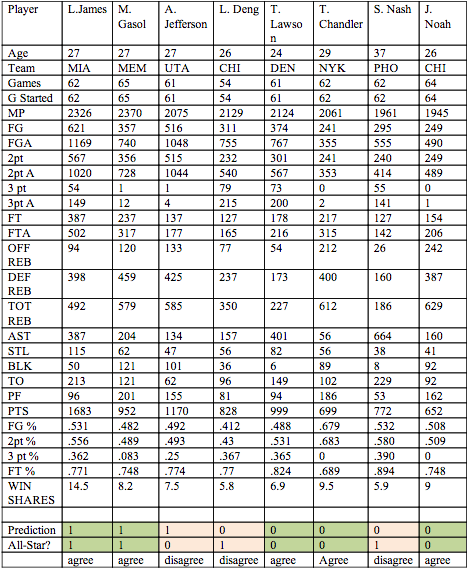 Player L.James M. Gasol A. Jefferson L. Deng T. Lawso n T. Chandler S. Nash J. Noah
Age 27 27 27 26 24 29 37 26
Team MIA MEM UTA CHI DEN NYK PHO CHI
Games 62 65 61 54 61 62 62 64
G Started 62 65 61 54 61 62 62 64
MP 2326 2370 2075 2129 2124 2061 1961 1945
FG 621 357 516 311 374 241 295 249
FGA 1169 740 1048 755 767 355 555 490
2pt 567 356 515 232 301 241 240 249
2pt A 1020 728 1044 540 567 353 414 489
3 pt 54 1 1 79 73 0 55 0
3pt A 149 12 4 215 200 2 141 1
FT 387 237 137 127 178 217 127 154
FTA 502 317 177 165 216 315 142 206
OFF REB 94 120 133 77 54 212 26 242
DEF REB 398 459 425 237 173 400 160 387
TOT REB 492 579 585 350 227 612 186 629
AST 387 204 134 157 401 56 664 160
STL 115 62 47 56 82 56 38 41
BLK 50 121 101 36 6 89 8 92
TO 213 121 62 96 149 102 229 92
PF 96 201 155 81 94 186 53 162
PTS 1683 952 1170 828 999 699 772 652
FG % .531 .482 .492 .412 .488 .679 .532 .508
2pt % .556 .489 .493 .43 .531 .683 .580 .509
3 pt % .362 .083 .25 .367 .365 0 .390 0
FT % .771 .748 .774 .77 .824 .689 .894 .748
WIN SHARES 14.5 8.2 7.5 5.8 6.9 9.5 5.9 9
Prediction 1 1 1 0 0 0 0 0
All-Star? 1 1 0 1 0 0 1 0
agree agree disagree disagree agree Agree disagree agree